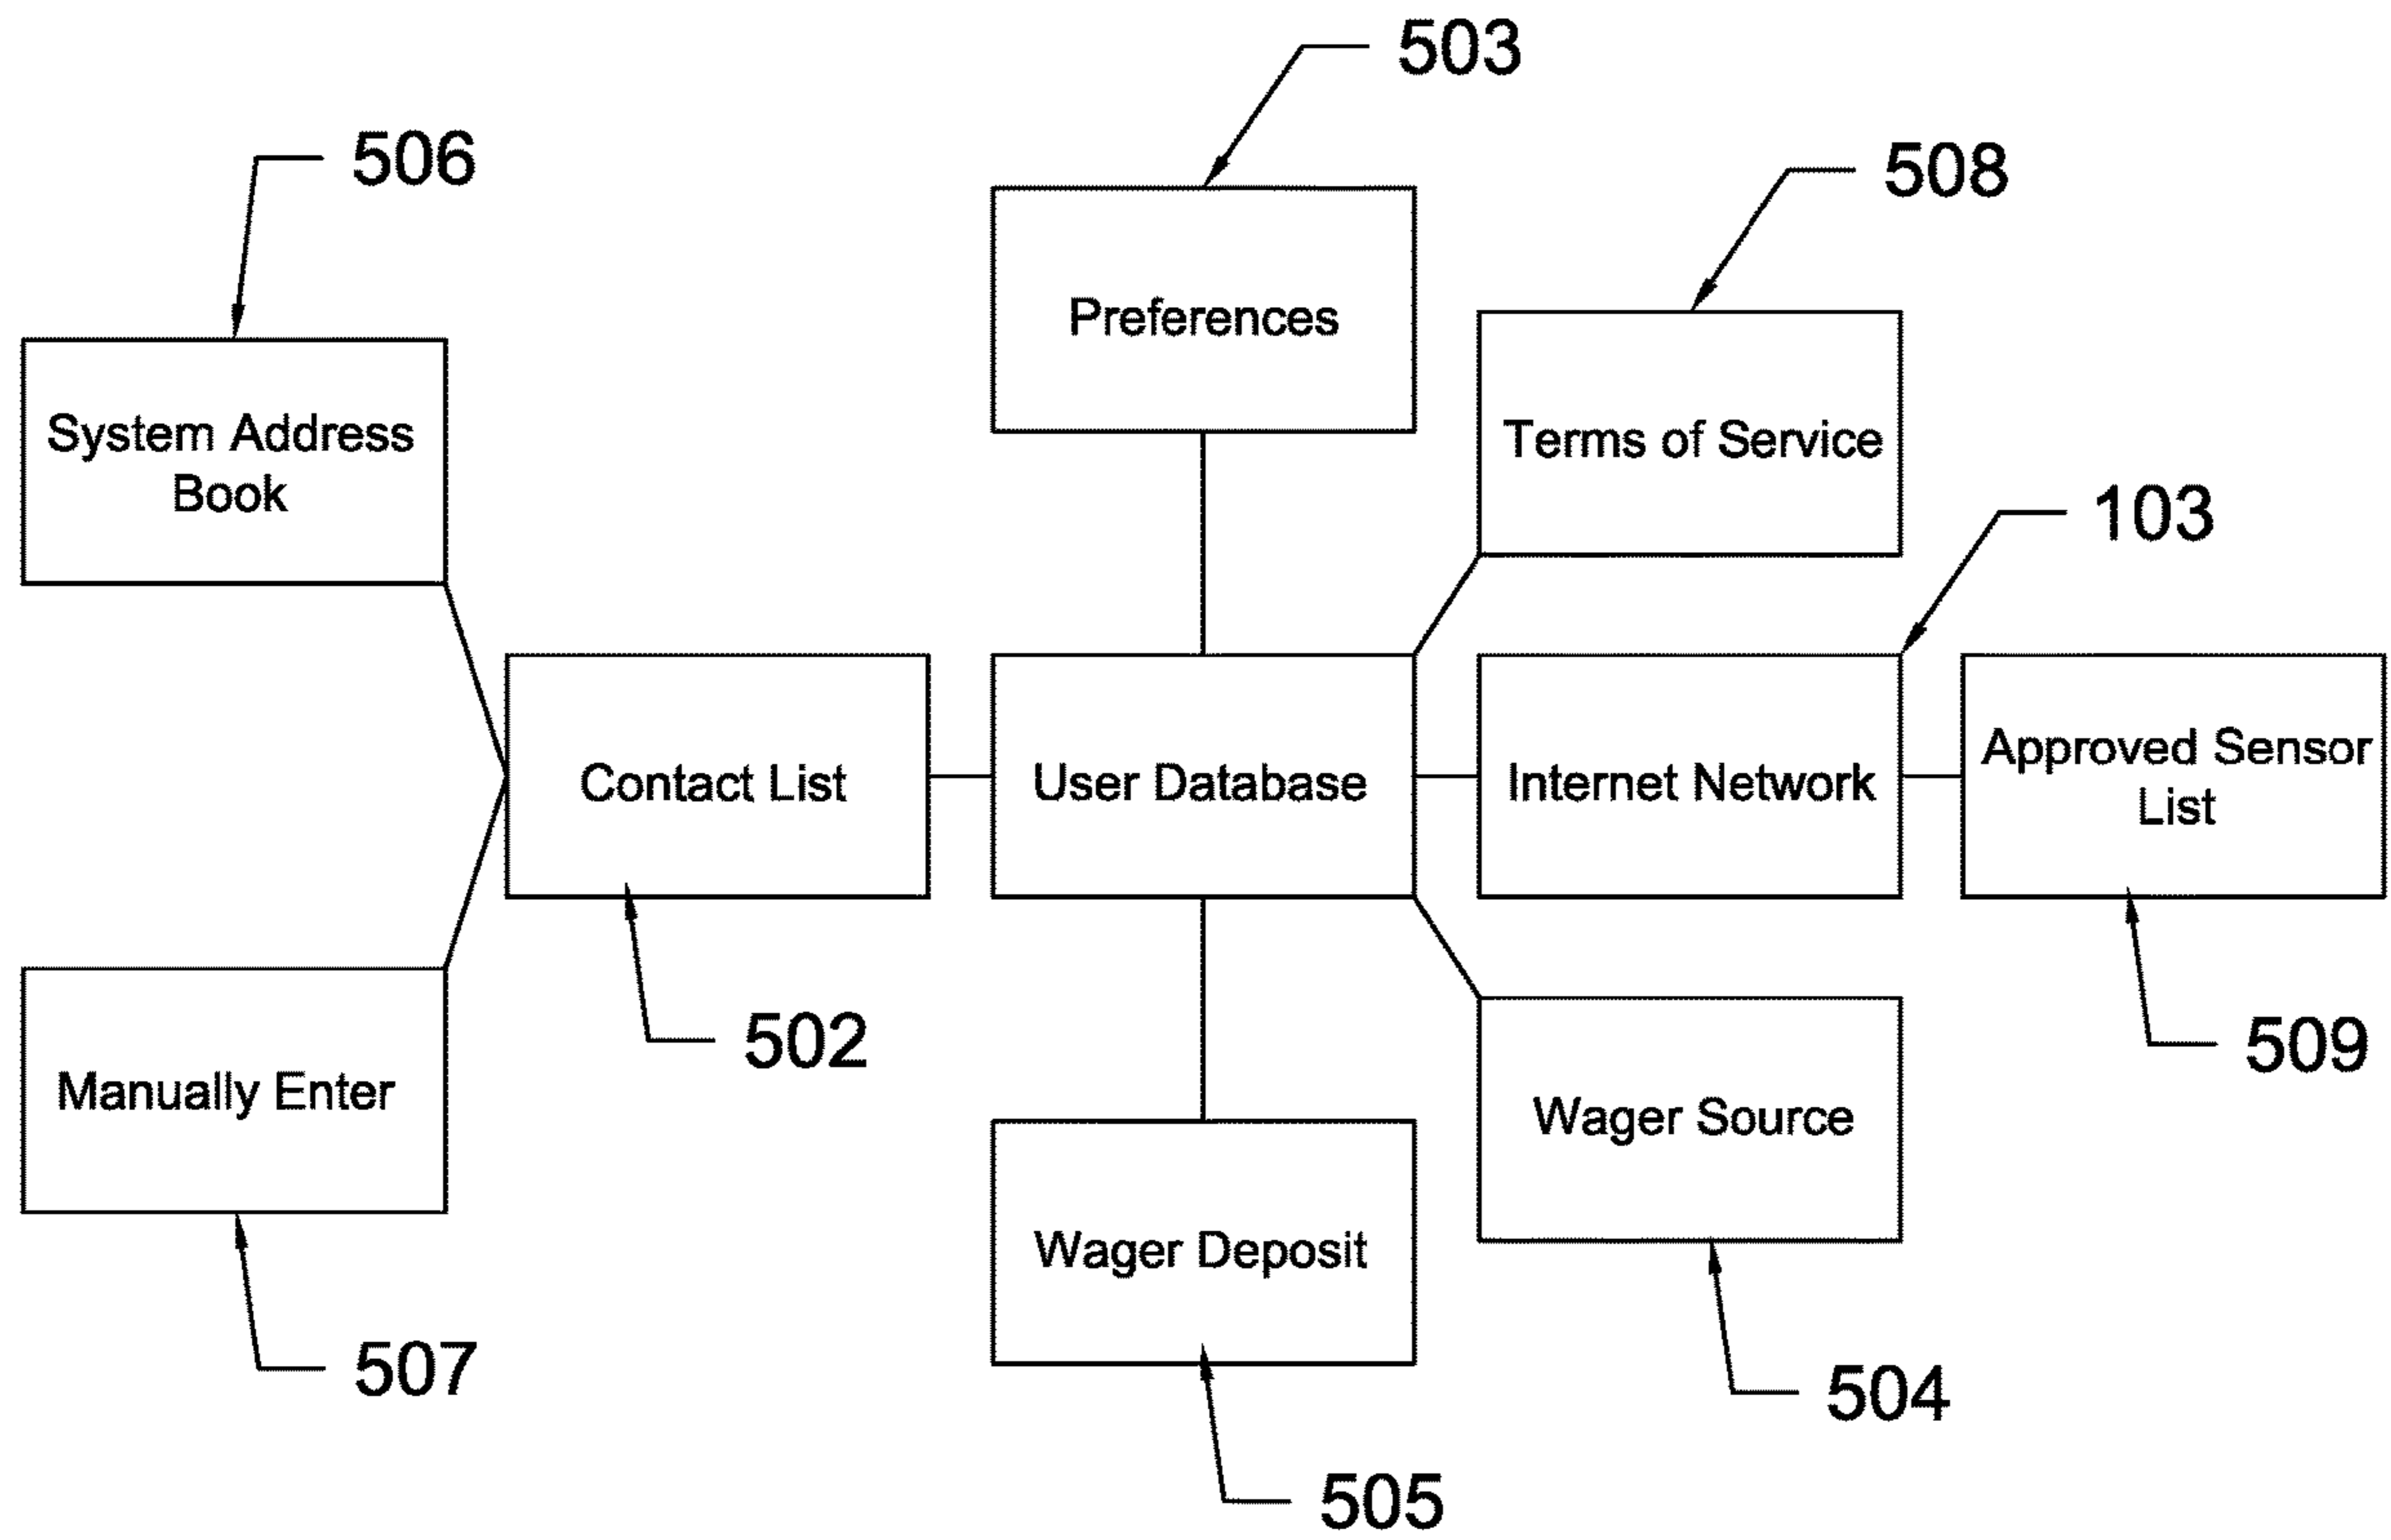 503
506
508
Preferences
System Address
Book
Terms of Service
103
Contact List
User Database
Internet Network
Approved Sensor
List
502
509
Manually Enter
Wager Source
Wager Deposit
507
504
505